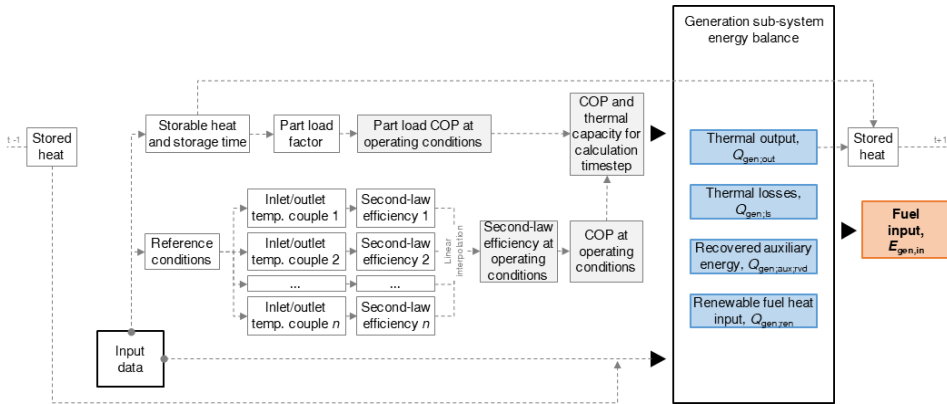 Generation sub-system
energy balance
t -1
Stored
heat
Storable heat
and storage time
Part load
factor
Part load COP at
operating conditions
COP and
thermal
capacity for
calculation
timestep
Thermal output,
Qgen;out
Stored
heat
t+1
Reference
conditions
Inlet/outlet
temp. couple 1
Second-law
efficiency 1
Inlet/outlet
temp. couple 2
Second-law
efficiency 2
...
...
Inlet/outlet
temp. couple n
Second-law
efficiency n
Linear
interpolation
Second-law
efficiency at
operating
conditions
COP at
operating
conditions
Thermal losses,
Qgen;ls
Recovered auxiliary
energy, Qgen;aux;rvd
Renewable fuel heat
input, Qgen;ren
Fuel
input,
Egen,in
Input
data